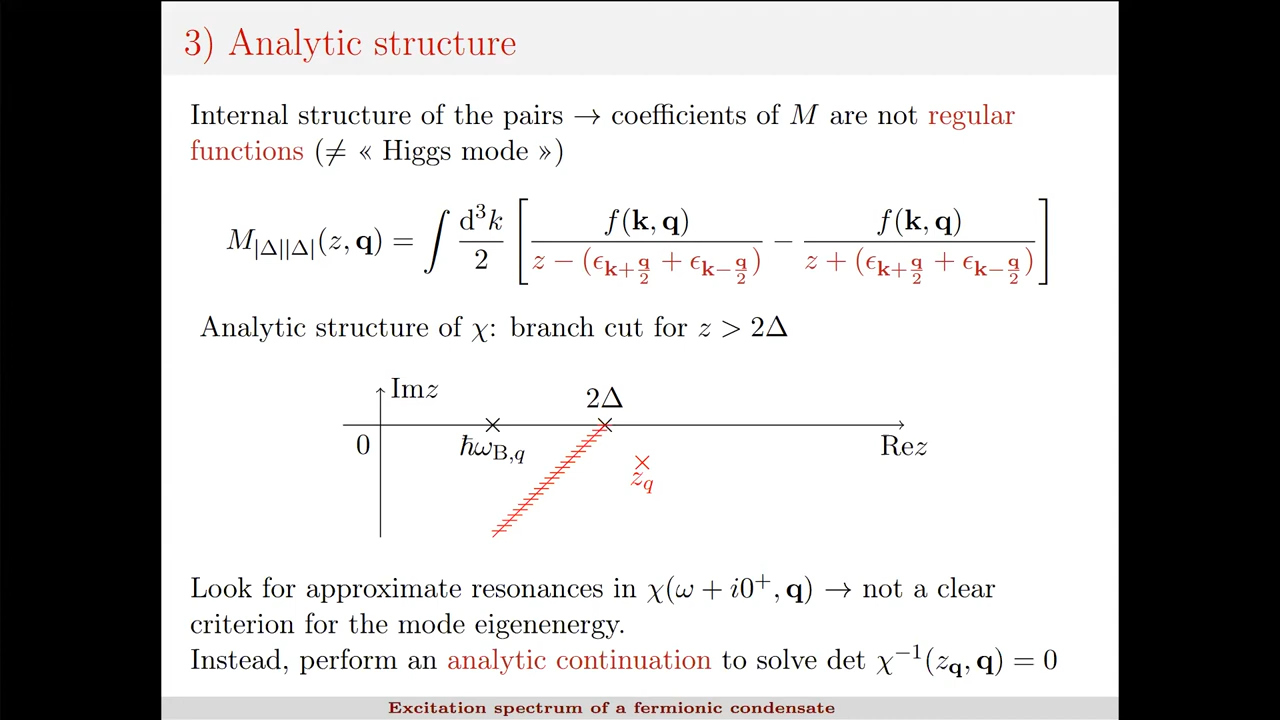 3) Analytic structure
Internal structure of the pairs → coefficients of M are not regular
functions (≠ « Higgs mode »)
M_{|Δ||Δ|}(z, **q**) = ∫ d³k/2 [ f(**k**, **q**) / (z − (ϵ_{**k**+**q**/2} + ϵ_{**k**−**q**/2})) − f(**k**, **q**) / (z + (ϵ_{**k**+**q**/2} + ϵ_{**k**−**q**/2})) ]
Analytic structure of χ: branch cut for z > 2Δ
Imz
2Δ
0
ℏω_{B,q}
Rez
z_q
Look for approximate resonances in χ(ω + i0⁺, **q**) → not a clear
criterion for the mode eigenenergy.
Instead, perform an analytic continuation to solve det χ⁻¹(z_**q**, **q**) = 0
Excitation spectrum of a fermionic condensate